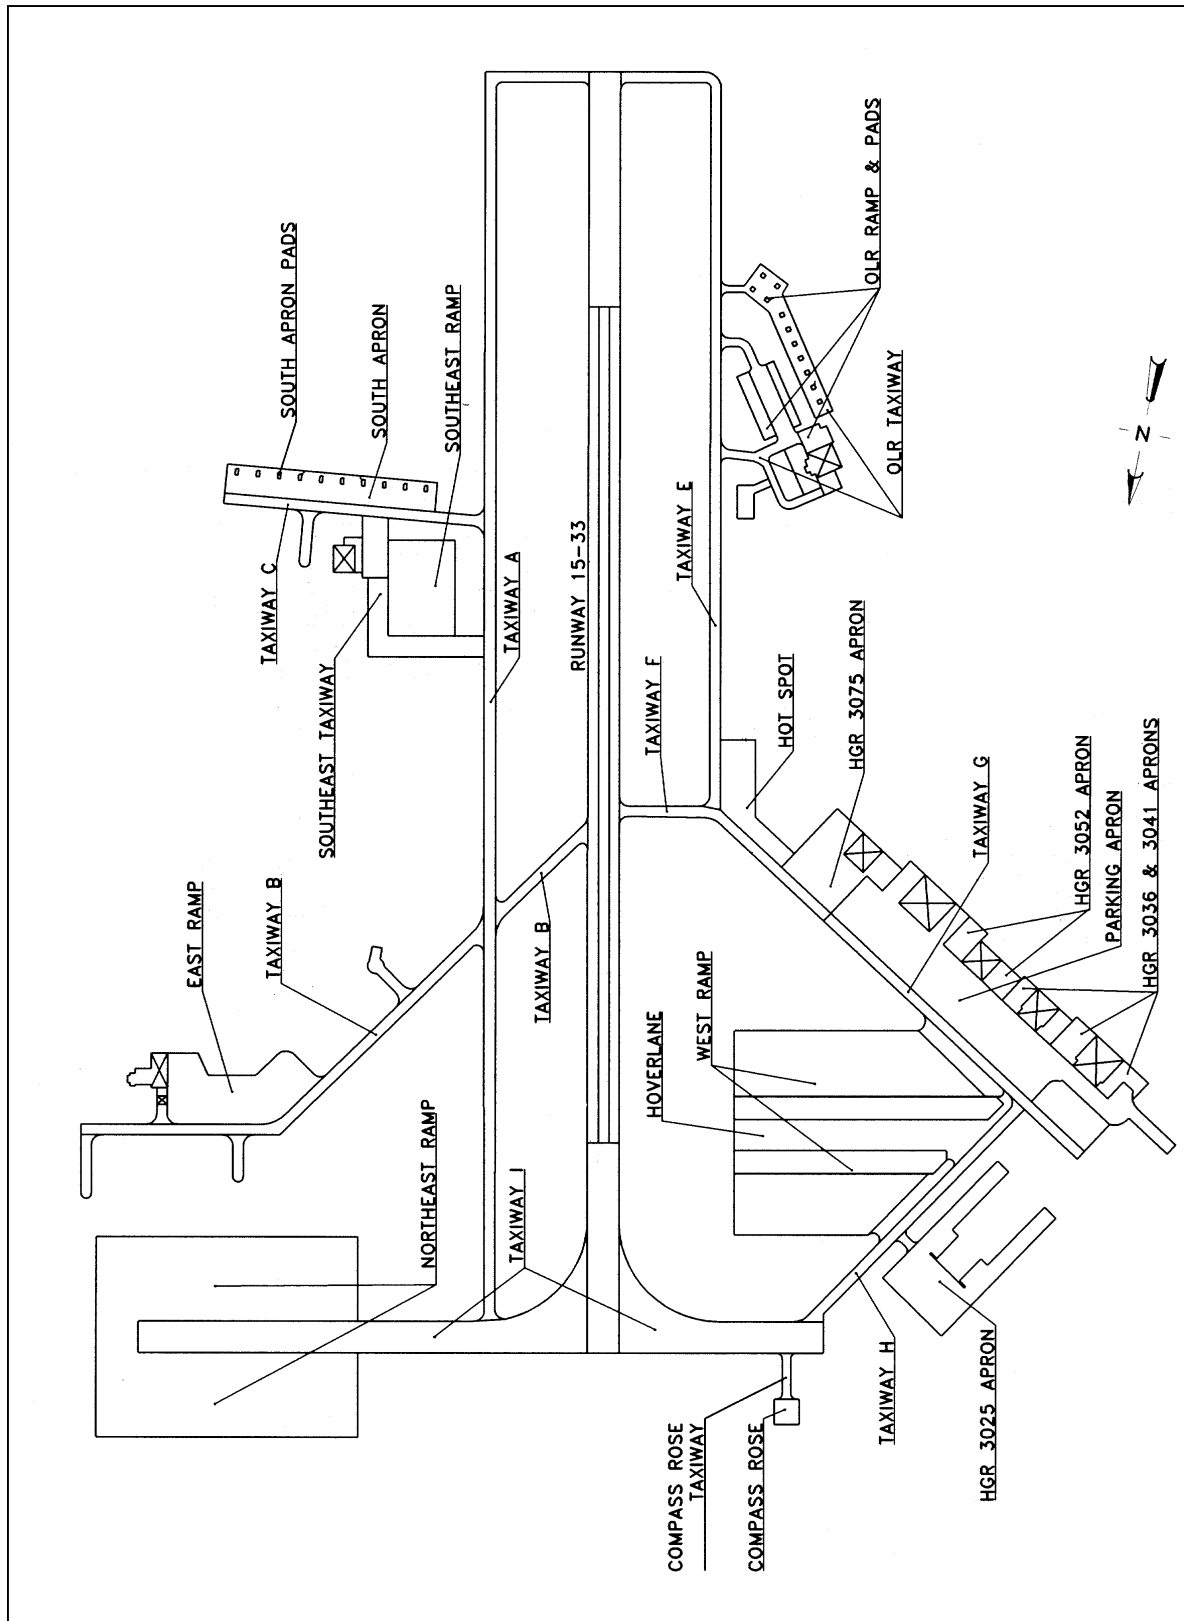 SOUTH APRON PADS
SOUTH APRON
SOUTHEAST RAMP
TAXIWAY C
SOUTHEAST TAXIWAY
TAXIWAY A
RUNWAY 15-33
TAXIWAY E
TAXIWAY F
OLR RAMP & PADS
OLR TAXIWAY
N
HOT SPOT
HGR 3075 APRON
TAXIWAY G
HGR 3052 APRON
PARKING APRON
HGR 3036 & 3041 APRONS
EAST RAMP
TAXIWAY B
TAXIWAY B
HOVERLANE
WEST RAMP
NORTHEAST RAMP
TAXIWAY I
COMPASS ROSE
TAXIWAY
COMPASS ROSE
TAXIWAY H
HGR 3025 APRON